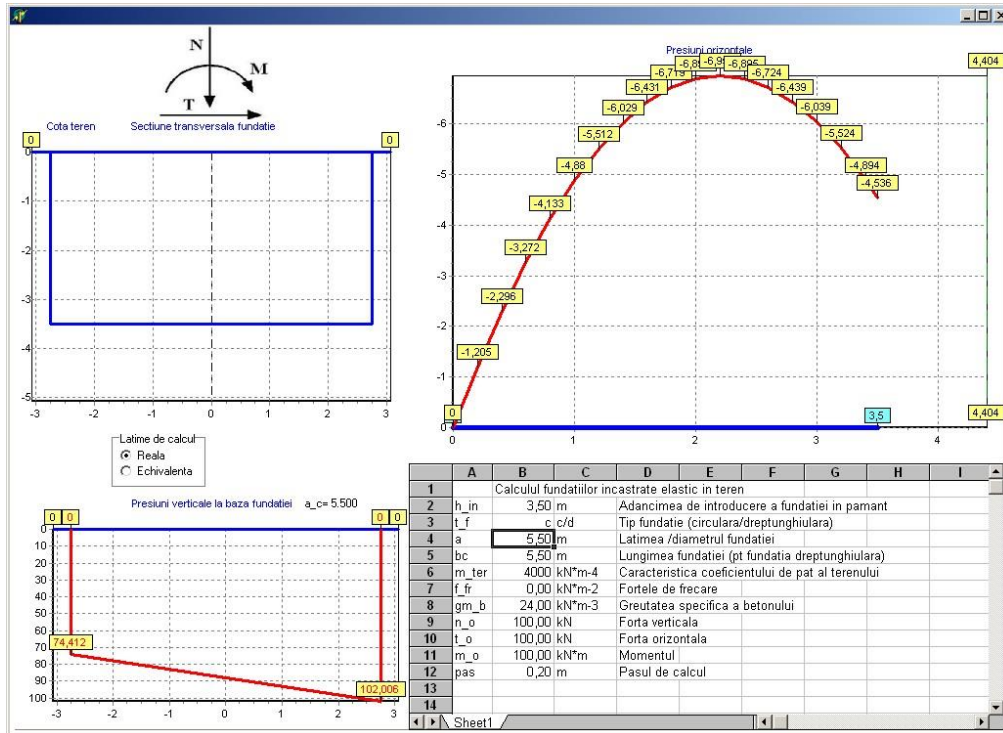 N
M
T
Cota teren Sectiune transversala fundatie
0 0
0
-1
-2
-3
-4
-5
-3 -2 -1 0 1 2 3
Latime de calcul
Reala
Echivalenta
Presiuni verticale la baza fundatiei a_c= 5.500
0 0 0 0
0
10
20
30
40
50
60
70
80
90
100
74,412
102,006
-3 -2 -1 0 1 2 3
Presiuni orizontale
4,404
-6,719 -6,895 -6,724
-6,431 -6,439
-6,029 -6,039
-5,512 -5,524
-4,88 -4,894
-4,536
-4,133
-3,272
-2,296
-1,205
0 3,5 4,404
-6
-5
-4
-3
-2
-1
0
0 1 2 3 4
A B C D E F G H I
1 Calculul fundatiilor incastrate elastic in teren
2 h_in 3,50 m Adancimea de introducere a fundatiei in pamant
3 t_f c c/d Tip fundatie (circulara/dreptunghiulara)
4 a 5,50 m Latimea /diametrul fundatiei
5 bc 5,50 m Lungimea fundatiei (pt fundatia dreptunghiulara)
6 m_ter 4000 kN*m-4 Caracteristica coeficientului de pat al terenului
7 f_fr 0,00 kN*m-2 Fortele de frecare
8 gm_b 24,00 kN*m-3 Greutatea specifica a betonului
9 n_o 100,00 kN Forta verticala
10 t_o 100,00 kN Forta orizontala
11 m_o 100,00 kN*m Momentul
12 pas 0,20 m Pasul de calcul
13
14
Sheet1